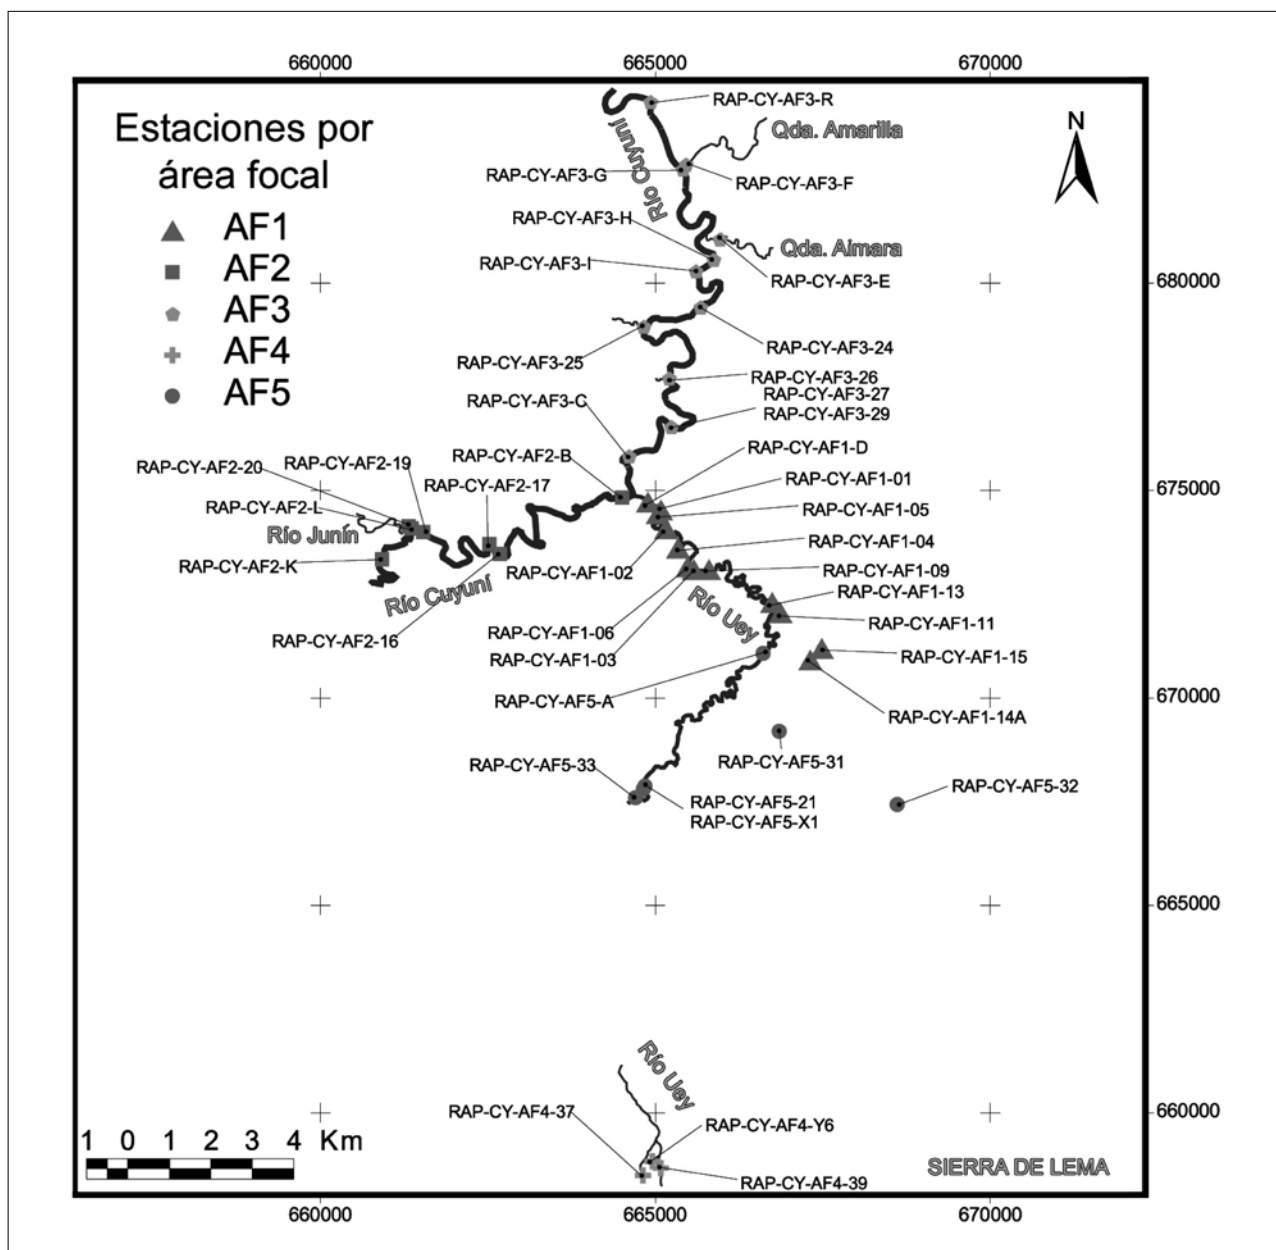 660000 665000 670000
Estaciones por
área focal
AF1
AF2
AF3
AF4
AF5
N
RAP-CY-AF3-R
Qda. Amarilla
Río Cuyuní
RAP-CY-AF3-G
RAP-CY-AF3-F
RAP-CY-AF3-H
Qda. Aimara
RAP-CY-AF3-I
RAP-CY-AF3-E
680000
RAP-CY-AF3-24
RAP-CY-AF3-25
RAP-CY-AF3-26
RAP-CY-AF3-27
RAP-CY-AF3-C
RAP-CY-AF3-29
RAP-CY-AF1-D
RAP-CY-AF2-B
RAP-CY-AF2-19
RAP-CY-AF2-20
RAP-CY-AF1-01
RAP-CY-AF2-17
675000
RAP-CY-AF2-L
RAP-CY-AF1-05
Río Junín
RAP-CY-AF1-04
RAP-CY-AF2-K
RAP-CY-AF1-02
RAP-CY-AF1-09
Río Cuyuní
RAP-CY-AF1-13
Río Uey
RAP-CY-AF1-11
RAP-CY-AF1-06
RAP-CY-AF2-16
RAP-CY-AF1-03
RAP-CY-AF1-15
RAP-CY-AF5-A
670000
RAP-CY-AF1-14A
RAP-CY-AF5-31
RAP-CY-AF5-33
RAP-CY-AF5-32
RAP-CY-AF5-21
RAP-CY-AF5-X1
665000
Río Uey
RAP-CY-AF4-37
660000
RAP-CY-AF4-Y6
1 0 1 2 3 4 Km
SIERRA DE LEMA
RAP-CY-AF4-39
660000 665000 670000